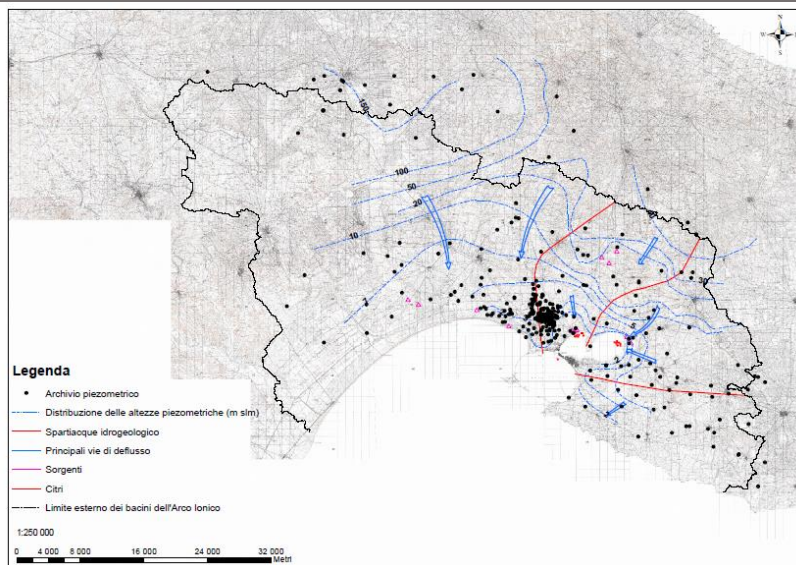 N
W
S
150
100
50
20
10
30
2
Legenda
Archivio piezometrico
Distribuzione delle altezze piezometriche (m slm)
Spartiacque idrogeologico
Principali vie di deflusso
Sorgenti
Citri
Limite esterno dei bacini dell'Arco Ionico
1:250 000
0 4 000 8 000 16 000 24 000 32 000
Metri